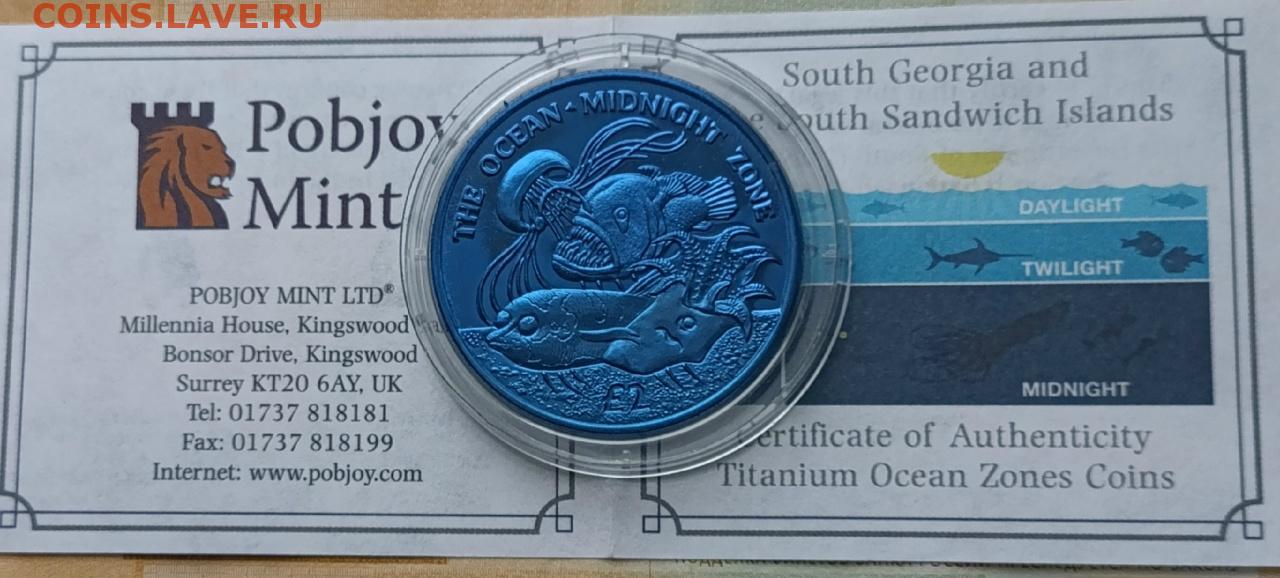 COINS.LAVE.RU
Pobjoy
Mint
POBJOY MINT LTD®
Millennia House, Kingswood
Bonsor Drive, Kingswood
Surrey KT20 6AY, UK
Tel: 01737 818181
Fax: 01737 818199
Internet: www.pobjoy.com
THE OCEAN · MIDNIGHT ZONE
£2
South Georgia and
South Sandwich Islands
DAYLIGHT
TWILIGHT
MIDNIGHT
Certificate of Authenticity
Titanium Ocean Zones Coins